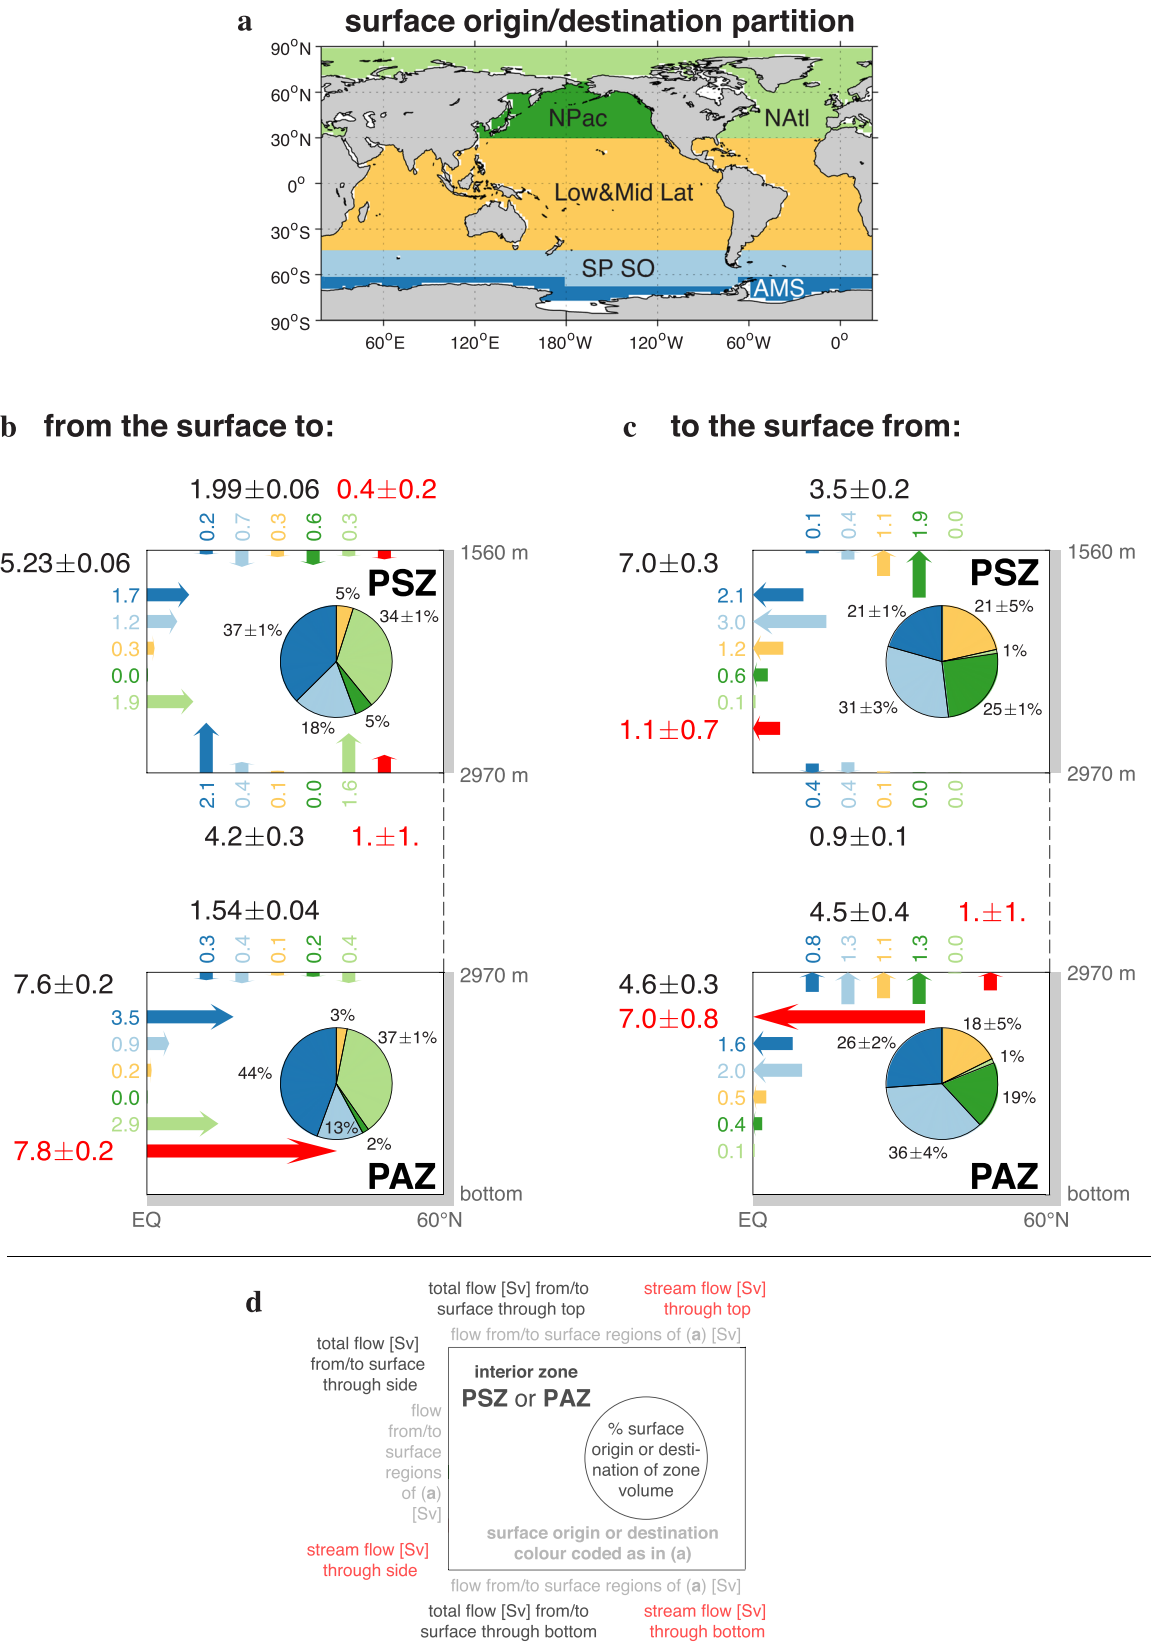 a surface origin/destination partition
90°N
60°N
30°N
0°
30°S
60°S
90°S
NPac
NAtl
Low&Mid Lat
SP SO
AMS
60°E 120°E 180°W 120°W 60°W 0°
b from the surface to:
1.99±0.06 0.4±0.2
0.2 0.7 0.3 0.6 0.3
5.23±0.06
1560 m
PSZ
1.7
1.2
0.3
0.0
1.9
5%
34±1%
37±1%
18%
5%
2970 m
2.1 0.4 0.1 0.0 1.6
4.2±0.3 1.±1.
1.54±0.04
0.3 0.4 0.1 0.2 0.4
7.6±0.2
2970 m
3.5
0.9
0.2
0.0
2.9
7.8±0.2
3%
37±1%
44%
13%
2%
PAZ
bottom
EQ 60°N
c to the surface from:
3.5±0.2
0.1 0.4 1.1 1.9 0.0
7.0±0.3
1560 m
PSZ
2.1
3.0
1.2
0.6
0.1
1.1±0.7
21±1%
21±5%
1%
31±3%
25±1%
2970 m
0.4 0.4 0.1 0.0 0.0
0.9±0.1
4.5±0.4 1.±1.
0.8 1.3 1.1 1.3 0.0
4.6±0.3
2970 m
7.0±0.8
1.6
2.0
0.5
0.4
0.1
18±5%
26±2%
1%
19%
36±4%
PAZ
bottom
EQ 60°N
d
total flow [Sv] from/to
surface through top
stream flow [Sv]
through top
flow from/to surface regions of (a) [Sv]
total flow [Sv]
from/to surface
through side
flow
from/to
surface
regions
of (a)
[Sv]
stream flow [Sv]
through side
interior zone
PSZ or PAZ
% surface
origin or desti-
nation of zone
volume
surface origin or destination
colour coded as in (a)
flow from/to surface regions of (a) [Sv]
total flow [Sv] from/to
surface through bottom
stream flow [Sv]
through bottom